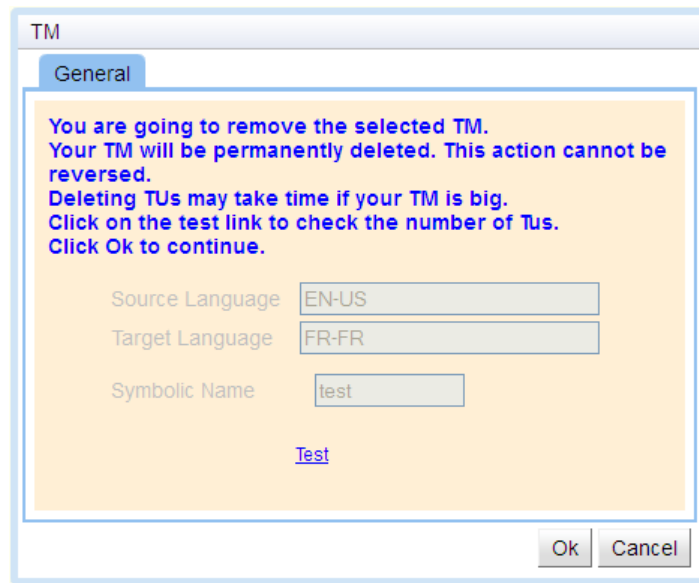 TM
General
You are going to remove the selected TM.
Your TM will be permanently deleted. This action cannot be
reversed.
Deleting TUs may take time if your TM is big.
Click on the test link to check the number of Tus.
Click Ok to continue.
Source Language EN-US
Target Language FR-FR
Symbolic Name test
Test
Ok Cancel